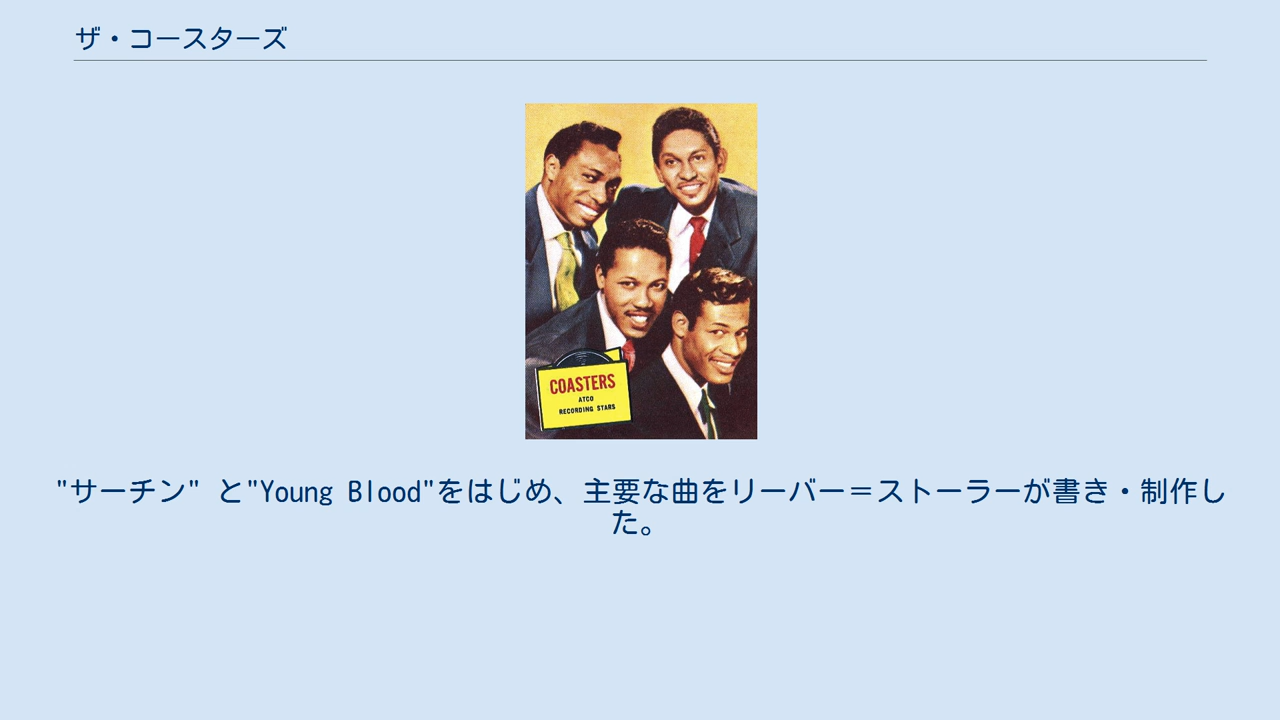 ザ・コースターズ
COASTERS
ATCO
RECORDING STARS
"サーチン" と"Young Blood"をはじめ、主要な曲をリーバー＝ストーラーが書き・制作し
た。